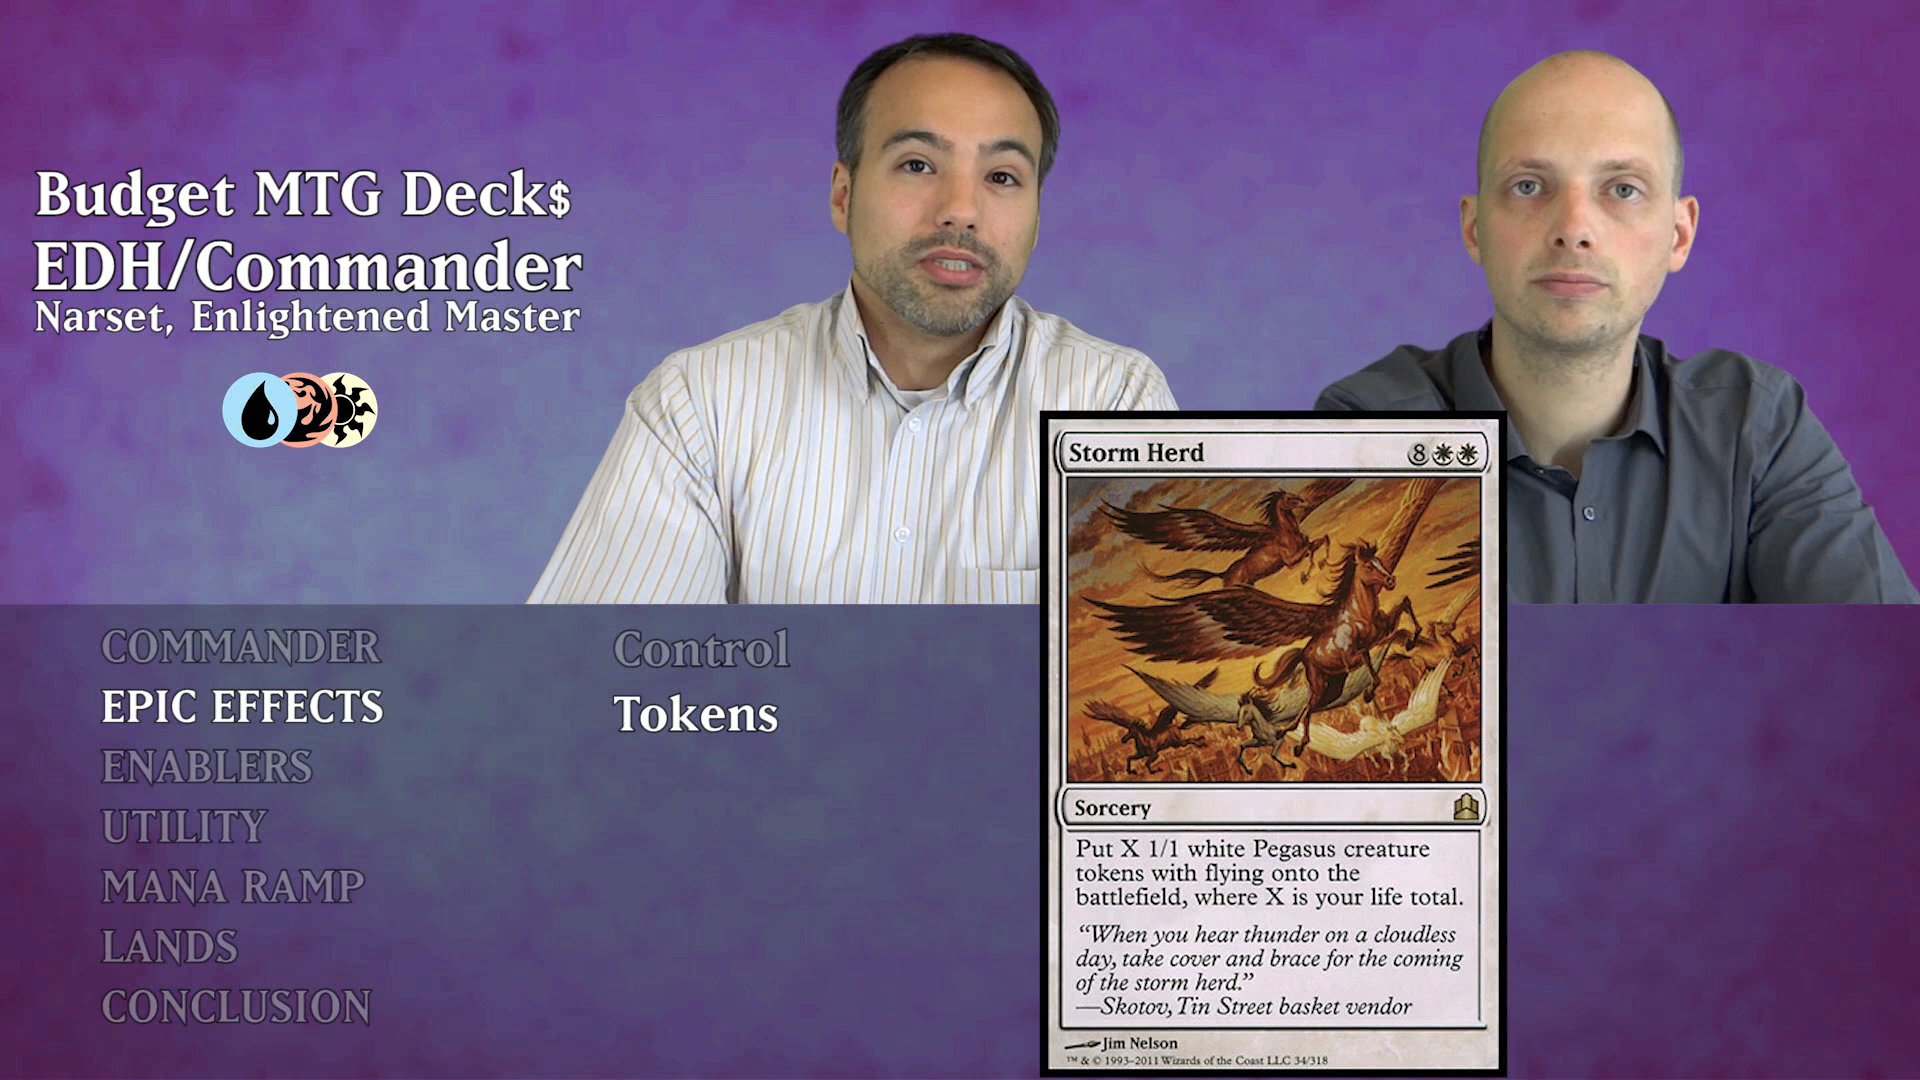 Budget MTG Deck$
EDH/Commander
Narset, Enlightened Master
COMMANDER
EPIC EFFECTS
ENABLERS
UTILITY
MANA RAMP
LANDS
CONCLUSION
Control
Tokens
Storm Herd
8
Sorcery
Put X 1/1 white Pegasus creature
tokens with flying onto the
battlefield, where X is your life total.
“When you hear thunder on a cloudless
day, take cover and brace for the coming
of the storm herd.”
—Skotov, Tin Street basket vendor
Jim Nelson
™ & © 1993–2011 Wizards of the Coast LLC 34/318